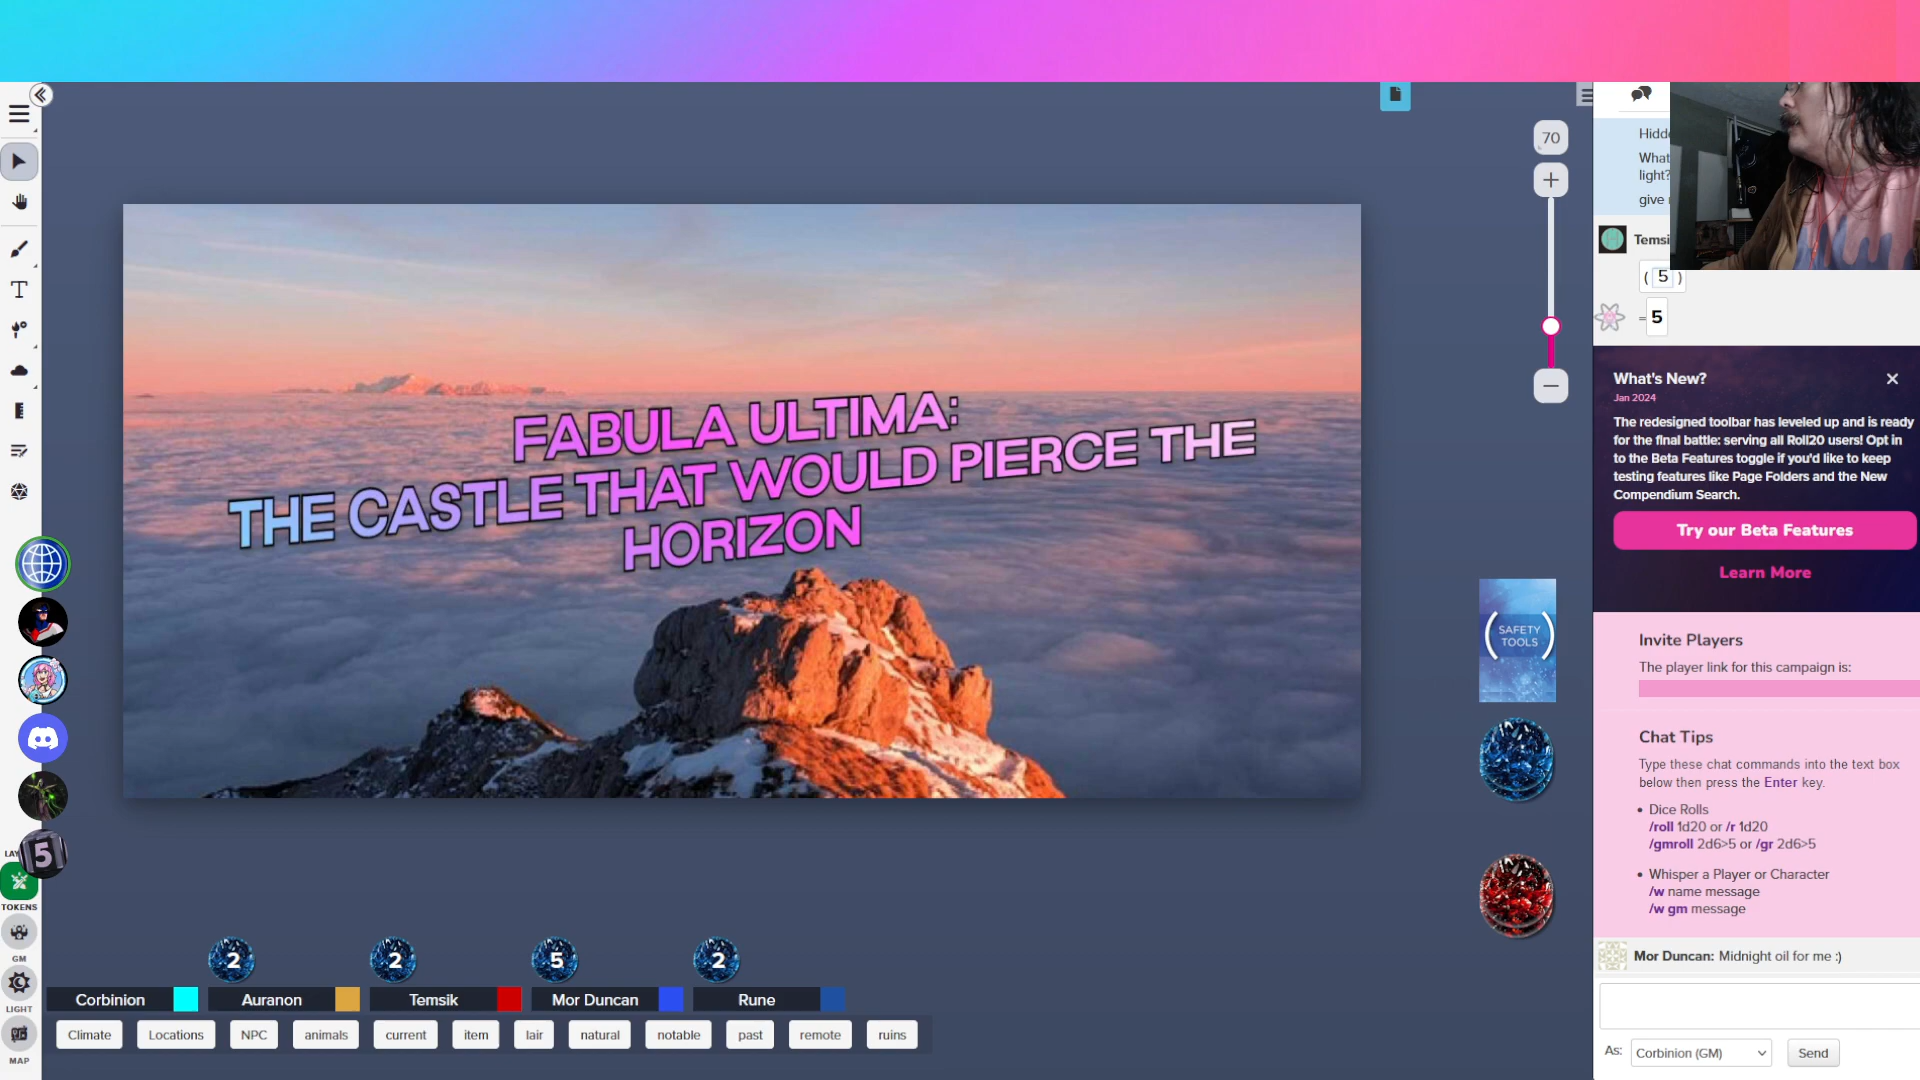 70
Hidd
What
light?
give
Temsi
( 5 )
= 5
FABULA ULTIMA:
THE CASTLE THAT WOULD PIERCE THE
HORIZON
What's New?
Jan 2024
The redesigned toolbar has leveled up and is ready
for the final battle: serving all Roll20 users! Opt in
to the Beta Features toggle if you'd like to keep
testing features like Page Folders and the New
Compendium Search.
Try our Beta Features
Learn More
SAFETY
TOOLS
Invite Players
The player link for this campaign is:
Chat Tips
Type these chat commands into the text box
below then press the Enter key.
• Dice Rolls
/roll 1d20 or /r 1d20
/gmroll 2d6>5 or /gr 2d6>5
• Whisper a Player or Character
/w name message
/w gm message
Mor Duncan: Midnight oil for me :)
5
LAY
TOKENS
GM
LIGHT
MAP
2
2
5
2
Corbinion
Auranon
Temsik
Mor Duncan
Rune
Climate
Locations
NPC
animals
current
item
lair
natural
notable
past
remote
ruins
As:
Corbinion (GM)
Send